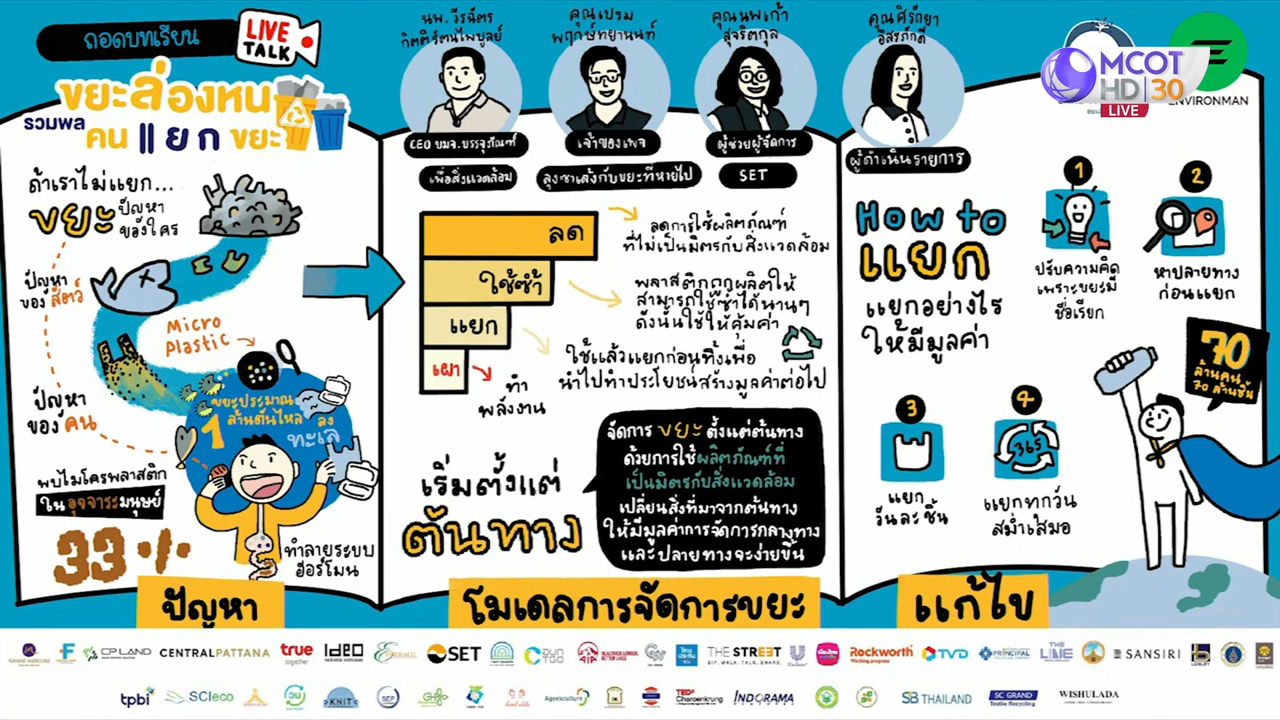 ถอดบทเรียน
LIVE
TALK
ขยะล่องหน
รวมพล
คน แยก ขยะ
ถ้าเราไม่แยก...
ขยะ ปัญหา
ของใคร
ปัญหา
ของ สัตว์
Micro
plastic
ปัญหา
ของ คน
ขยะประมาณ
1 ล้านตันไหล ลง
ทะเล
พบไมโครพลาสติก
ใน อุจจาระ มนุษย์
33%
ทำลายระบบ
ฮอร์โมน
ปัญหา
นพ. วีรฉัตร
กิตติรัตนไพบูลย์
CEO บมจ. บรรจุภัณฑ์
เพื่อสิ่งแวดล้อม
คุณเปรม
พฤกษ์ทยานนท์
เจ้าของเพจ
ลุงซาเล้งกับขยะที่หายไป
คุณนพเก้า
สุจริตกุล
ผู้ช่วยผู้จัดการ
SET
คุณศิรัถยา
อิศรภักดี
ผู้ดำเนินรายการ
ลด
ลดการใช้ผลิตภัณฑ์
ที่ไม่เป็นมิตรกับสิ่งแวดล้อม
ใช้ซ้ำ
พลาสติกถูกผลิตให้
สามารถใช้ซ้ำได้นานๆ
ดังนั้นใช้ให้คุ้มค่า
แยก
ใช้แล้วแยกก่อนทิ้งเพื่อ
นำไปทำประโยชน์สร้างมูลค่าต่อไป
เผา
ทำ
พลังงาน
เริ่มตั้งแต่
ต้นทาง
จัดการ ขยะ ตั้งแต่ต้นทาง
ด้วยการใช้ผลิตภัณฑ์ที่
เป็นมิตรกับสิ่งแวดล้อม
เปลี่ยนสิ่งที่มาจากต้นทาง
ให้มีมูลค่าการจัดการกลางทาง
และปลายทางจะง่ายขึ้น
โมเดลการจัดการขยะ
How to
แยก
แยกอย่างไร
ให้มีมูลค่า
1
ปรับความคิด
เพราะขยะมี
ชื่อเรียก
2
หาปลายทาง
ก่อนแยก
3
แยก
วันละชิ้น
4
365
แยกทุกวัน
สม่ำเสมอ
70
ล้านคน
70 ล้านชิ้น
แก้ไข
MCOT
HD 30
LIVE
ENVIRONMAN
CP LAND
CENTRALPATTANA
true
together
ideo
SET
AIA
THE STREET
Rockworth
TVD
PRINCIPAL
THE LINE
SANSIRI
tpbi
SCIeco
KNIT
SEP
Ageekculture
TEDx
Charoenkrung
INDORAMA
SB THAILAND
SC GRAND
Textile Recycling
WISHULADA